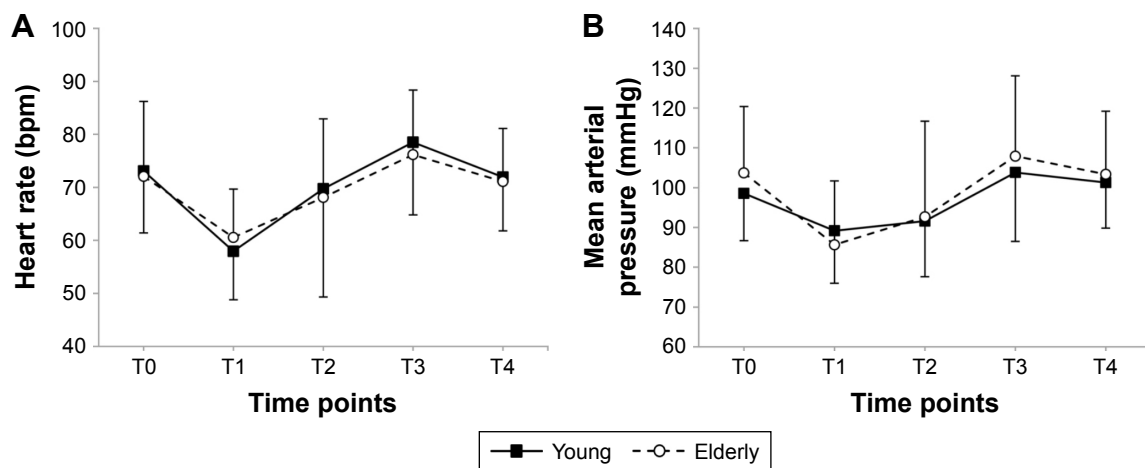 A
Heart rate (bpm)
100
90
80
70
60
50
40
T0 T1 T2 T3 T4
Time points
B
Mean arterial
pressure (mmHg)
140
130
120
110
100
90
80
70
60
T0 T1 T2 T3 T4
Time points
Young Elderly